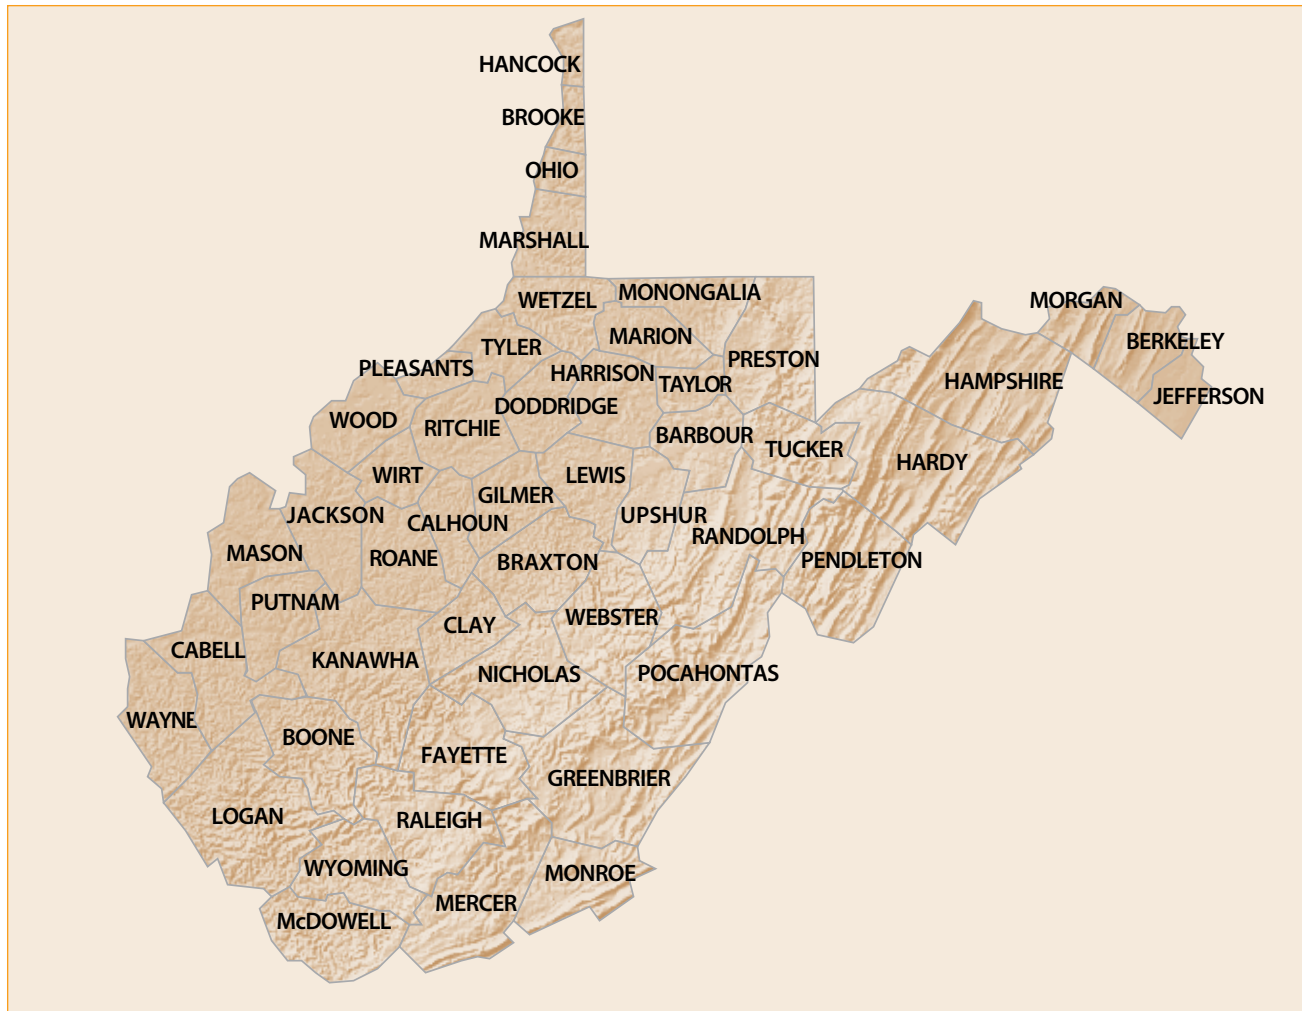 HANCOCK
BROOKE
OHIO
MARSHALL
WETZEL
MONONGALIA
MORGAN
MARION
BERKELEY
TYLER
PRESTON
PLEASANTS
HARRISON
TAYLOR
HAMPSHIRE
JEFFERSON
DODDRIDGE
WOOD
RITCHIE
BARBOUR
TUCKER
HARDY
WIRT
LEWIS
GILMER
JACKSON
CALHOUN
UPSHUR
RANDOLPH
MASON
ROANE
BRAXTON
PENDLETON
PUTNAM
WEBSTER
CLAY
CABELL
KANAWHA
NICHOLAS
POCAHONTAS
WAYNE
BOONE
FAYETTE
GREENBRIER
LOGAN
RALEIGH
WYOMING
MONROE
MERCER
McDOWELL